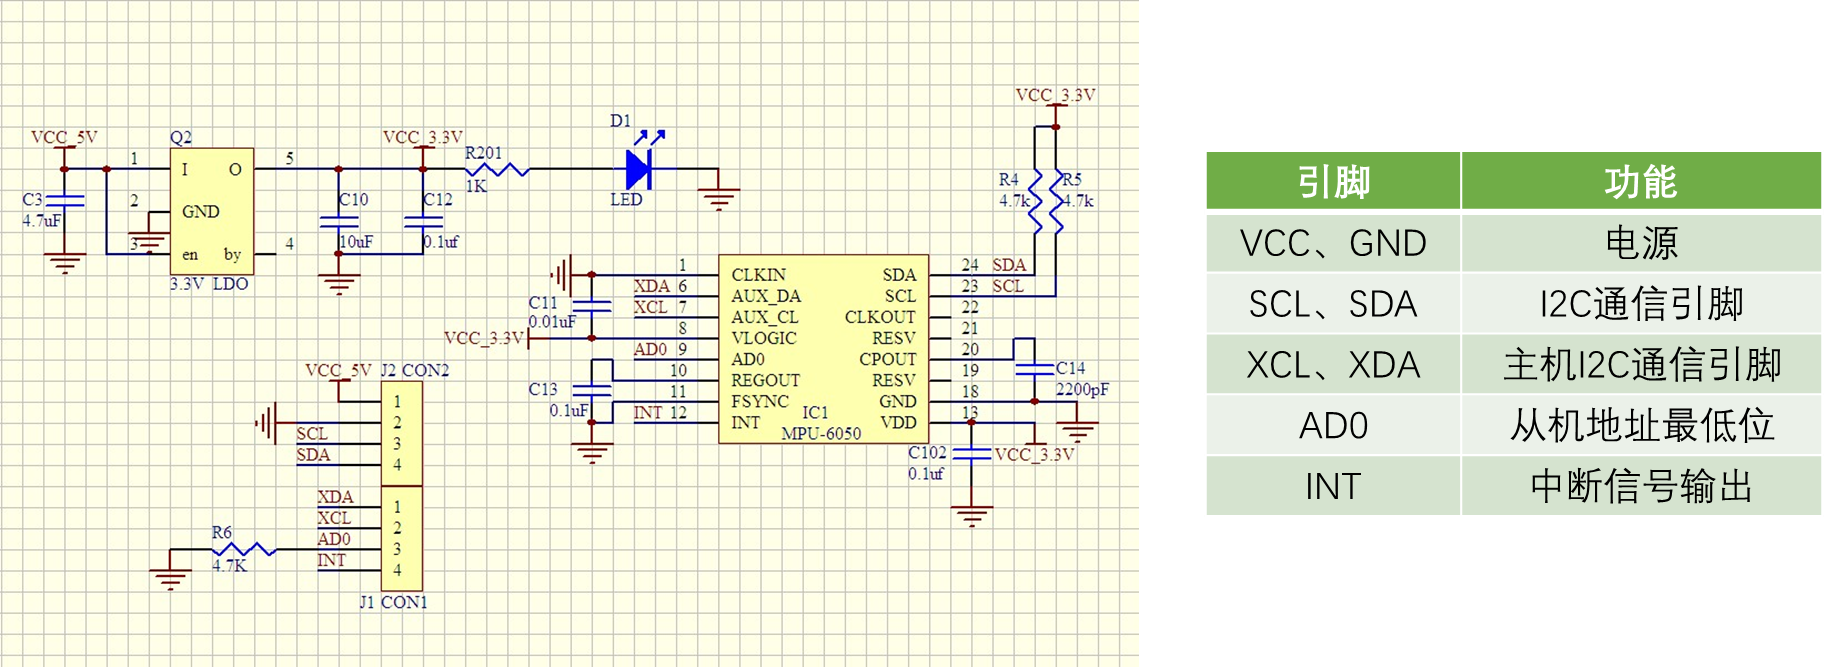 VCC_5V
Q2
1
I
O
5
2
GND
3
en
by
4
3.3V LDO
C3
4.7uF
VCC_3.3V
R201
1K
C10
10uF
C12
0.1uf
D1
LED
VCC_3.3V
R4
4.7k
R5
4.7k
1
CLKIN
SDA
24
SDA
XDA
6
AUX_DA
SCL
23
SCL
XCL
7
AUX_CL
CLKOUT
22
8
VLOGIC
RESV
21
AD0
9
AD0
CPOUT
20
10
REGOUT
RESV
19
11
FSYNC
GND
18
INT
12
INT
VDD
13
IC1
MPU-6050
C11
0.01uF
VCC_3.3V
C13
0.1uF
C14
2200pF
C102
0.1uf
VCC_3.3V
VCC_5V
J2 CON2
1
2
SCL
3
SDA
4
XDA
1
XCL
2
AD0
3
INT
4
R6
4.7K
J1 CON1
引脚 功能
VCC、GND 电源
SCL、SDA I2C通信引脚
XCL、XDA 主机I2C通信引脚
AD0 从机地址最低位
INT 中断信号输出